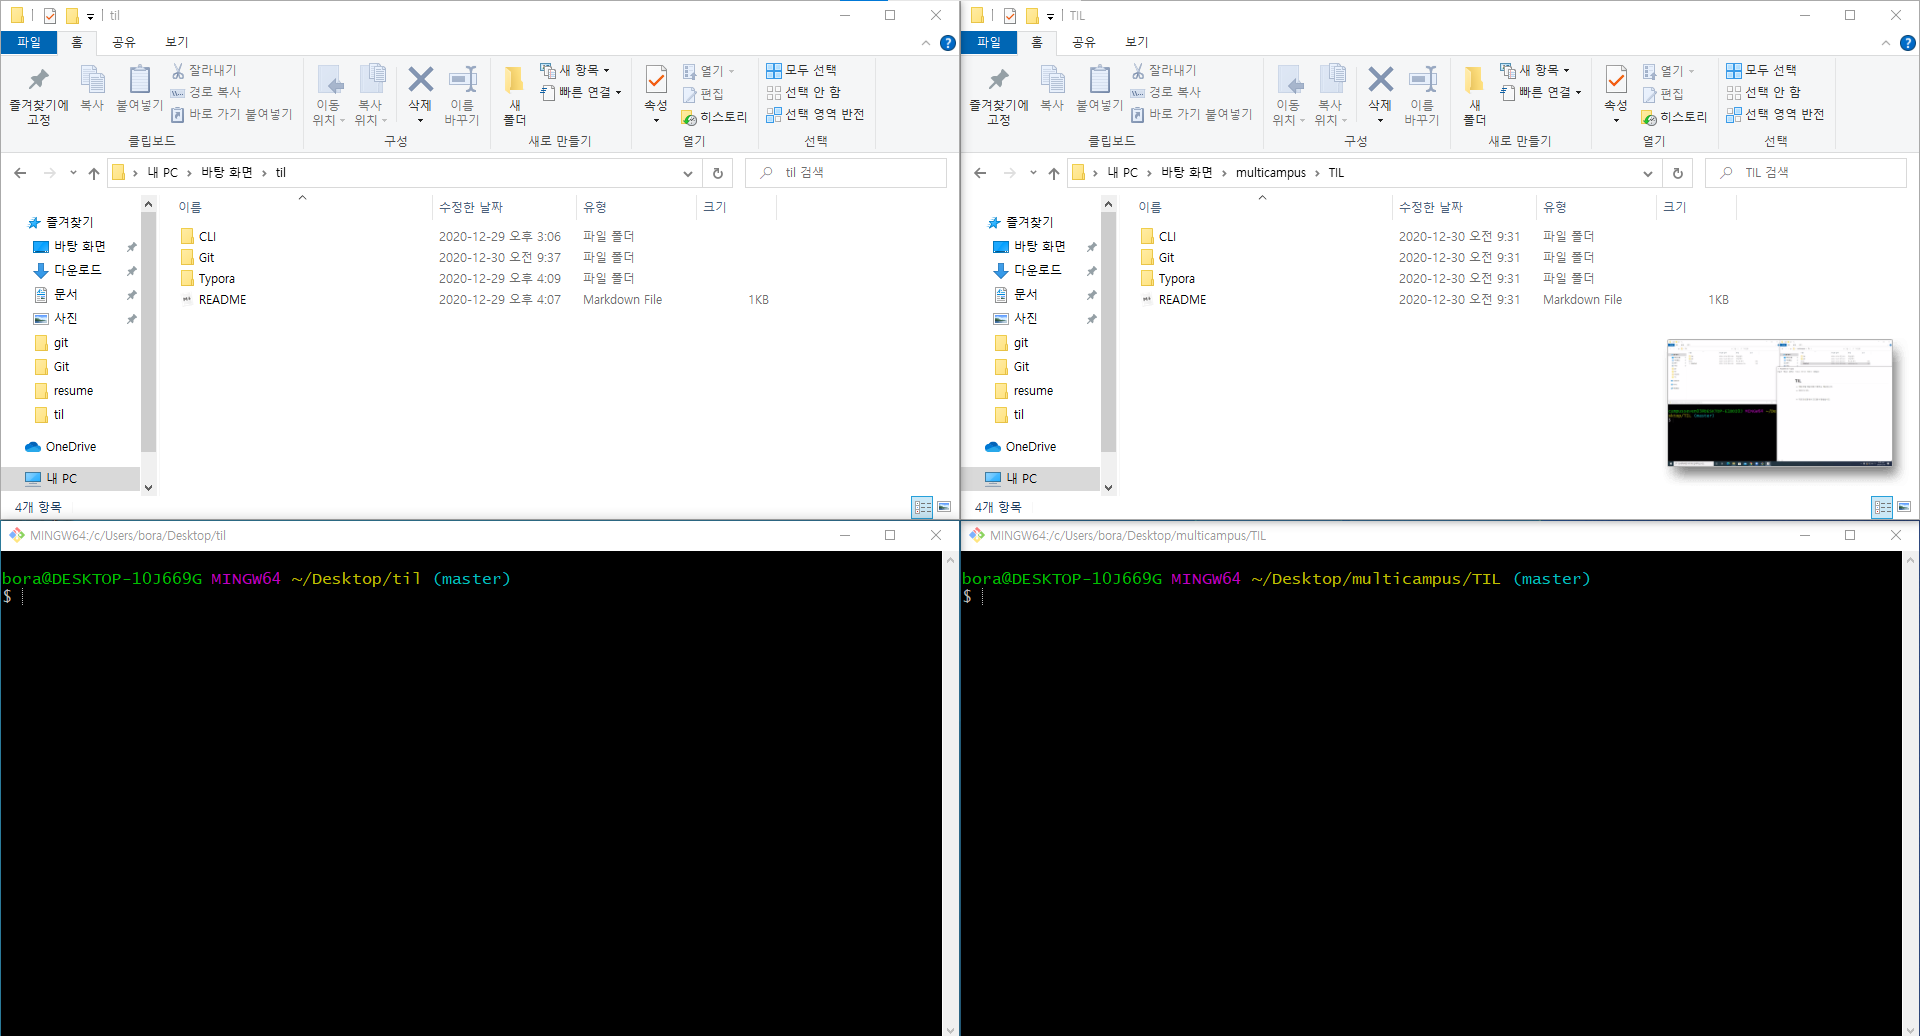 til
파일 홈 공유 보기
즐겨찾기에 고정
복사
붙여넣기
잘라내기
경로 복사
바로 가기 붙여넣기
이동 위치
복사 위치
삭제
이름 바꾸기
새 폴더
새 항목
빠른 연결
속성
열기
편집
히스토리
모두 선택
선택 안 함
선택 영역 반전
클립보드 구성 새로 만들기 열기 선택
내 PC 바탕 화면 til
til 검색
이름 수정한 날짜 유형 크기
CLI 2020-12-29 오후 3:06 파일 폴더
Git 2020-12-30 오전 9:37 파일 폴더
Typora 2020-12-29 오후 4:09 파일 폴더
README 2020-12-29 오후 4:07 Markdown File 1KB
즐겨찾기
바탕 화면
다운로드
문서
사진
git
Git
resume
til
OneDrive
내 PC
4개 항목
TIL
파일 홈 공유 보기
즐겨찾기에 고정
복사
붙여넣기
잘라내기
경로 복사
바로 가기 붙여넣기
이동 위치
복사 위치
삭제
이름 바꾸기
새 폴더
새 항목
빠른 연결
속성
열기
편집
히스토리
모두 선택
선택 안 함
선택 영역 반전
클립보드 구성 새로 만들기 열기 선택
내 PC 바탕 화면 multicampus TIL
TIL 검색
이름 수정한 날짜 유형 크기
CLI 2020-12-30 오전 9:31 파일 폴더
Git 2020-12-30 오전 9:31 파일 폴더
Typora 2020-12-30 오전 9:31 파일 폴더
README 2020-12-30 오전 9:31 Markdown File 1KB
즐겨찾기
바탕 화면
다운로드
문서
사진
git
Git
resume
til
OneDrive
내 PC
4개 항목
TIL
MINGW64:/c/Users/bora/Desktop/til
bora@DESKTOP-1OJ669G MINGW64 ~/Desktop/til (master)
$
MINGW64:/c/Users/bora/Desktop/multicampus/TIL
bora@DESKTOP-1OJ669G MINGW64 ~/Desktop/multicampus/TIL (master)
$